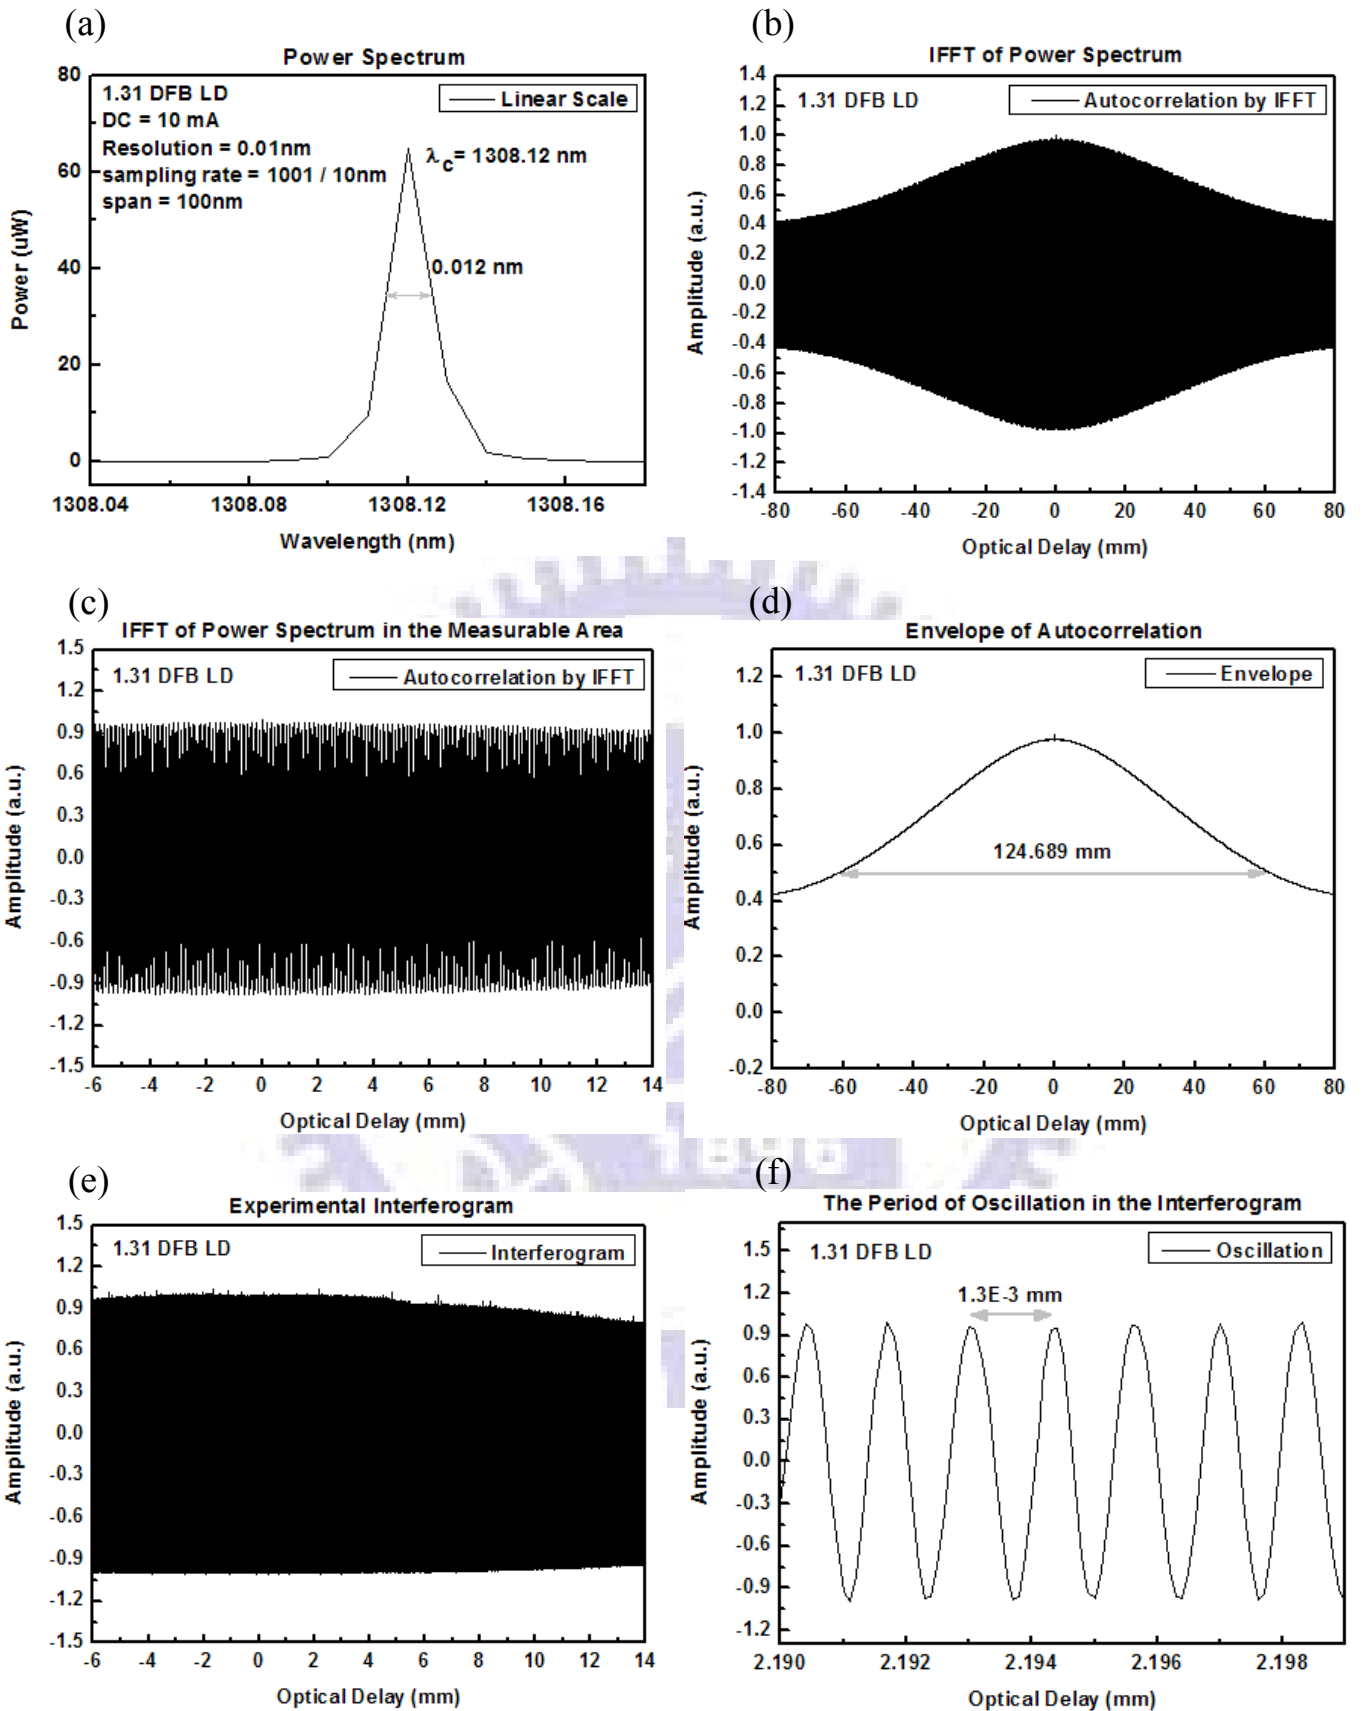 (a)
Power Spectrum
80
60
40
20
0
Power (uW)
1.31 DFB LD
DC = 10 mA
Resolution = 0.01nm
sampling rate = 1001 / 10nm
span = 100nm
Linear Scale
λc= 1308.12 nm
0.012 nm
1308.04 1308.08 1308.12 1308.16
Wavelength (nm)
(b)
IFFT of Power Spectrum
1.4
1.2
1.0
0.8
0.6
0.4
0.2
0.0
-0.2
-0.4
-0.6
-0.8
-1.0
-1.2
-1.4
Amplitude (a.u.)
1.31 DFB LD
Autocorrelation by IFFT
-80 -60 -40 -20 0 20 40 60 80
Optical Delay (mm)
(c)
IFFT of Power Spectrum in the Measurable Area
1.5
1.2
0.9
0.6
0.3
0.0
-0.3
-0.6
-0.9
-1.2
-1.5
Amplitude (a.u.)
1.31 DFB LD
Autocorrelation by IFFT
-6 -4 -2 0 2 4 6 8 10 12 14
Optical Delay (mm)
(d)
Envelope of Autocorrelation
1.2
1.0
0.8
0.6
0.4
0.2
0.0
-0.2
Amplitude (a.u.)
1.31 DFB LD
Envelope
124.689 mm
-80 -60 -40 -20 0 20 40 60 80
Optical Delay (mm)
1896
(e)
Experimental Interferogram
1.5
1.2
0.9
0.6
0.3
0.0
-0.3
-0.6
-0.9
-1.2
-1.5
Amplitude (a.u.)
1.31 DFB LD
Interferogram
-6 -4 -2 0 2 4 6 8 10 12 14
Optical Delay (mm)
(f)
The Period of Oscillation in the Interferogram
1.5
1.2
0.9
0.6
0.3
0.0
-0.3
-0.6
-0.9
-1.2
Amplitude (a.u.)
1.31 DFB LD
Oscillation
1.3E-3 mm
2.190 2.192 2.194 2.196 2.198
Optical Delay (mm)